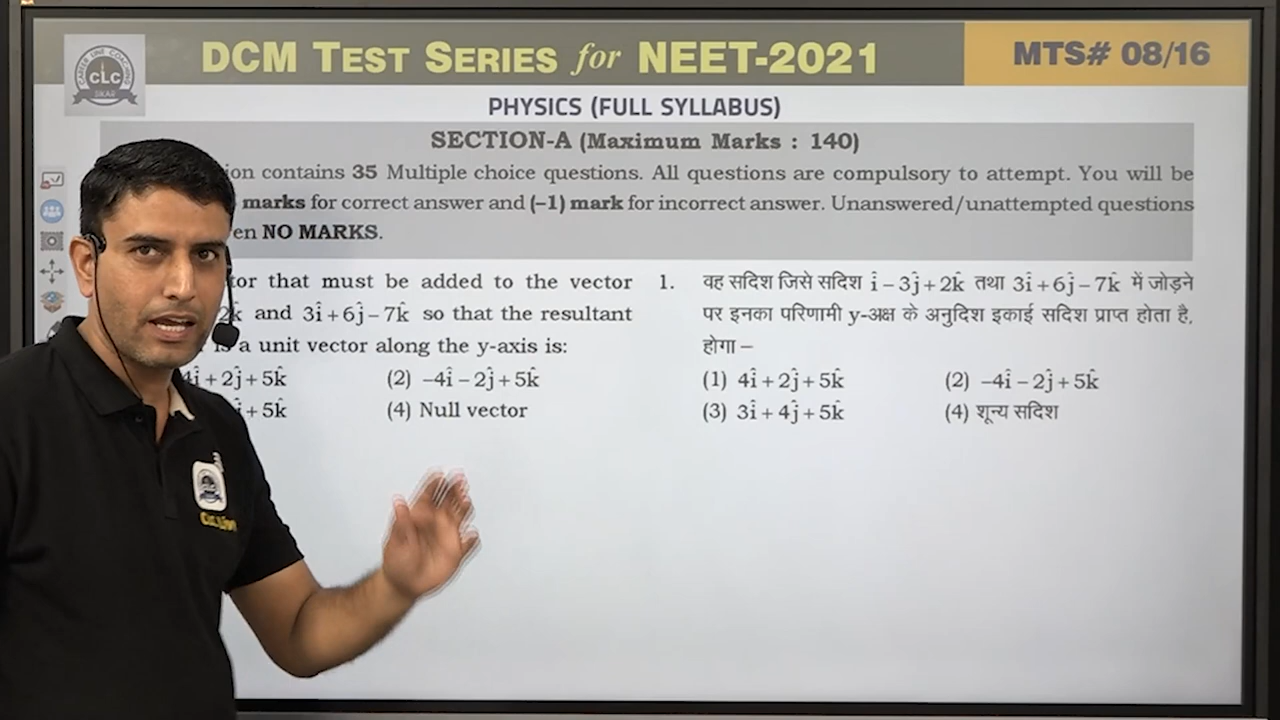 DCM TEST SERIES for NEET-2021
MTS# 08/16
CLC
PHYSICS (FULL SYLLABUS)
SECTION-A (Maximum Marks : 140)
contains 35 Multiple choice questions. All questions are compulsory to attempt. You will be
marks for correct answer and (–1) mark for incorrect answer. Unanswered/unattempted questions
NO MARKS.
that must be added to the vector
2k̂ and 3î+6ĵ–7k̂ so that the resultant
is a unit vector along the y-axis is:
4î+2ĵ+5k̂ (2) –4î–2ĵ+5k̂
î+5k̂ (4) Null vector
1. वह सदिश जिसे सदिश î–3ĵ+2k̂ तथा 3î+6ĵ–7k̂ में जोड़ने
पर इनका परिणामी y-अक्ष के अनुदिश इकाई सदिश प्राप्त होता है,
होगा –
(1) 4î+2ĵ+5k̂ (2) –4î–2ĵ+5k̂
(3) 3î+4ĵ+5k̂ (4) शून्य सदिश